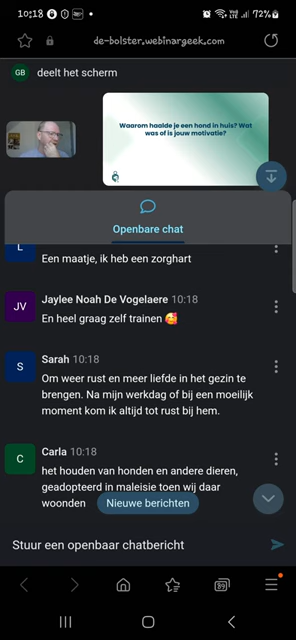 10:18
72%
de-bolster.webinargeek.com
GB deelt het scherm
Waarom haalde je een hond in huis? Wat
was of is jouw motivatie?
Openbare chat
L
Een maatje, ik heb een zorghart
JV Jaylee Noah De Vogelaere 10:18
En heel graag zelf trainen 🥰
S Sarah 10:18
Om weer rust en meer liefde in het gezin te
brengen. Na mijn werkdag of bij een moeilijk
moment kom ik altijd tot rust bij hem.
C Carla 10:18
het houden van honden en andere dieren,
geadopteerd in maleisie toen wij daar
woonden
Nieuwe berichten
Stuur een openbaar chatbericht